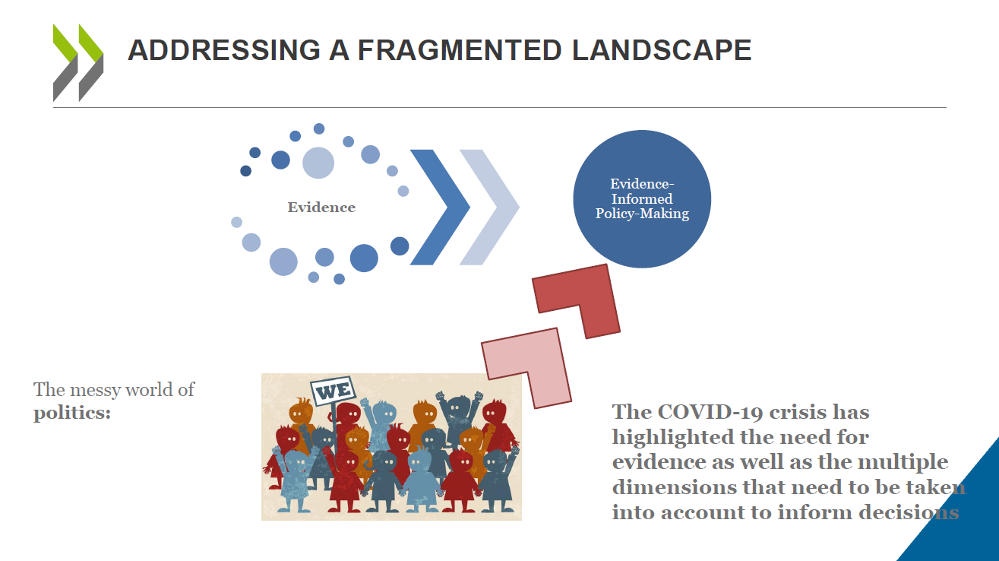 ADDRESSING A FRAGMENTED LANDSCAPE
Evidence
Evidence-
Informed
Policy-Making
The messy world of
politics:
WE
The COVID-19 crisis has
highlighted the need for
evidence as well as the multiple
dimensions that need to be taken
into account to inform decisions